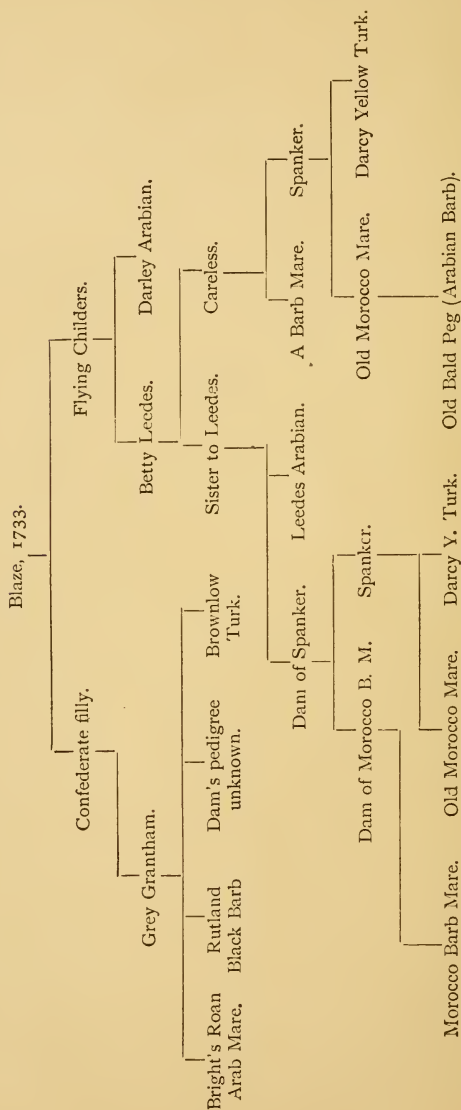 Blaze, 1733.
Confederate filly.
Flying Childers.
Grey Grantham.
Betty Leedes.
Darley Arabian.
Bright's Roan
Arab Mare.
Rutland
Black Barb
Dam's pedigree
unknown.
Brownlow
Turk.
Sister to Leedes.
Careless.
Dam of Spanker.
Leedes Arabian.
A Barb Mare.
Spanker.
Dam of Morocco B. M.
Spanker.
Old Morocco Mare.
Darcy Yellow Turk.
Morocco Barb Mare.
Old Morocco Mare.
Darcy Y. Turk.
Old Bald Peg (Arabian Barb).